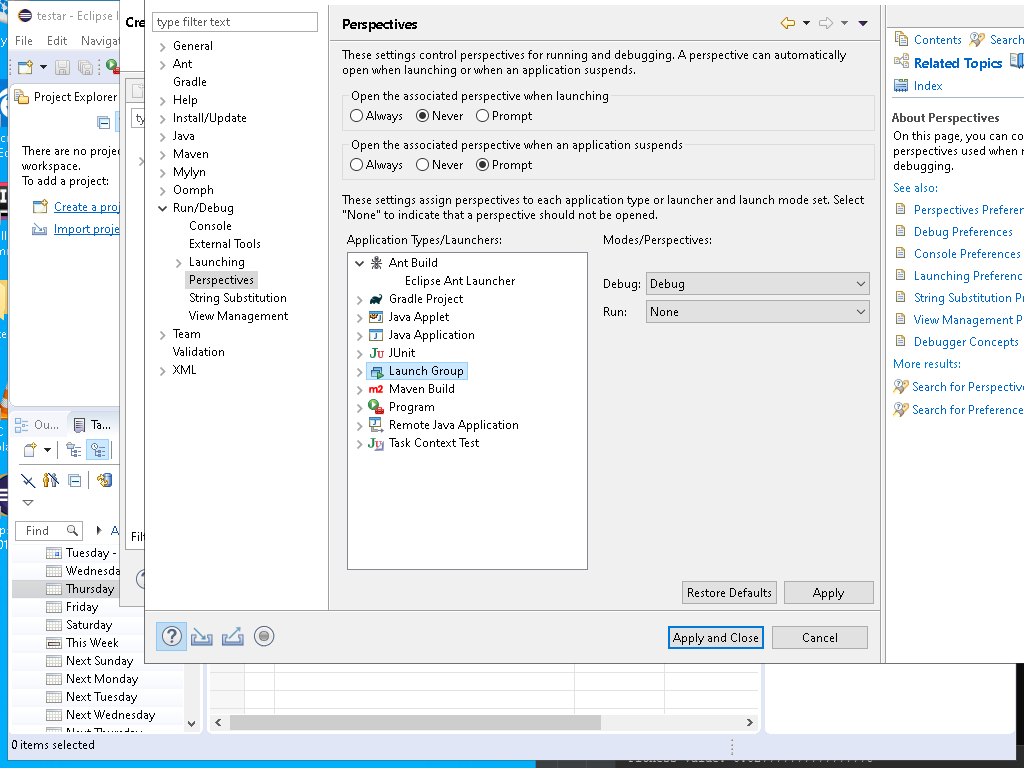 testar - Eclipse I
File Edit Navigat
Project Explorer
There are no proje
workspace.
To add a project:
Create a proj
Import proje
Ou...
Ta...
Find
A
Tuesday -
Wednesda
Thursday
Friday
Saturday
This Week
Next Sunday
Next Monday
Next Tuesday
Next Wednesday
0 items selected
Cre
ty
Filt
type filter text
General
Ant
Gradle
Help
Install/Update
Java
Maven
Mylyn
Oomph
Run/Debug
Console
External Tools
Launching
Perspectives
String Substitution
View Management
Team
Validation
XML
Perspectives
These settings control perspectives for running and debugging. A perspective can automatically
open when launching or when an application suspends.
Open the associated perspective when launching
Always Never Prompt
Open the associated perspective when an application suspends
Always Never Prompt
These settings assign perspectives to each application type or launcher and launch mode set. Select
"None" to indicate that a perspective should not be opened.
Application Types/Launchers:
Ant Build
Eclipse Ant Launcher
Gradle Project
Java Applet
Java Application
JUnit
Launch Group
Maven Build
Program
Remote Java Application
Task Context Test
Modes/Perspectives:
Debug: Debug
Run: None
Restore Defaults Apply
Apply and Close Cancel
Contents Search
Related Topics
Index
About Perspectives
On this page, you can co
perspectives used when r
debugging.
See also:
Perspectives Preferen
Debug Preferences
Console Preferences
Launching Preferenc
String Substitution Pr
View Management P
Debugger Concepts
More results:
Search for Perspective
Search for Preference